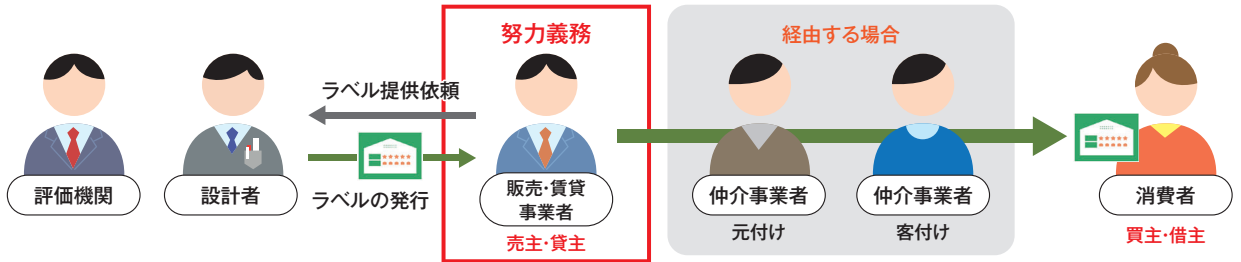 努力義務
経由する場合
ラベル提供依頼
ラベルの発行
評価機関
設計者
販売・賃貸
事業者
売主・貸主
仲介事業者
元付け
仲介事業者
客付け
消費者
買主・借主